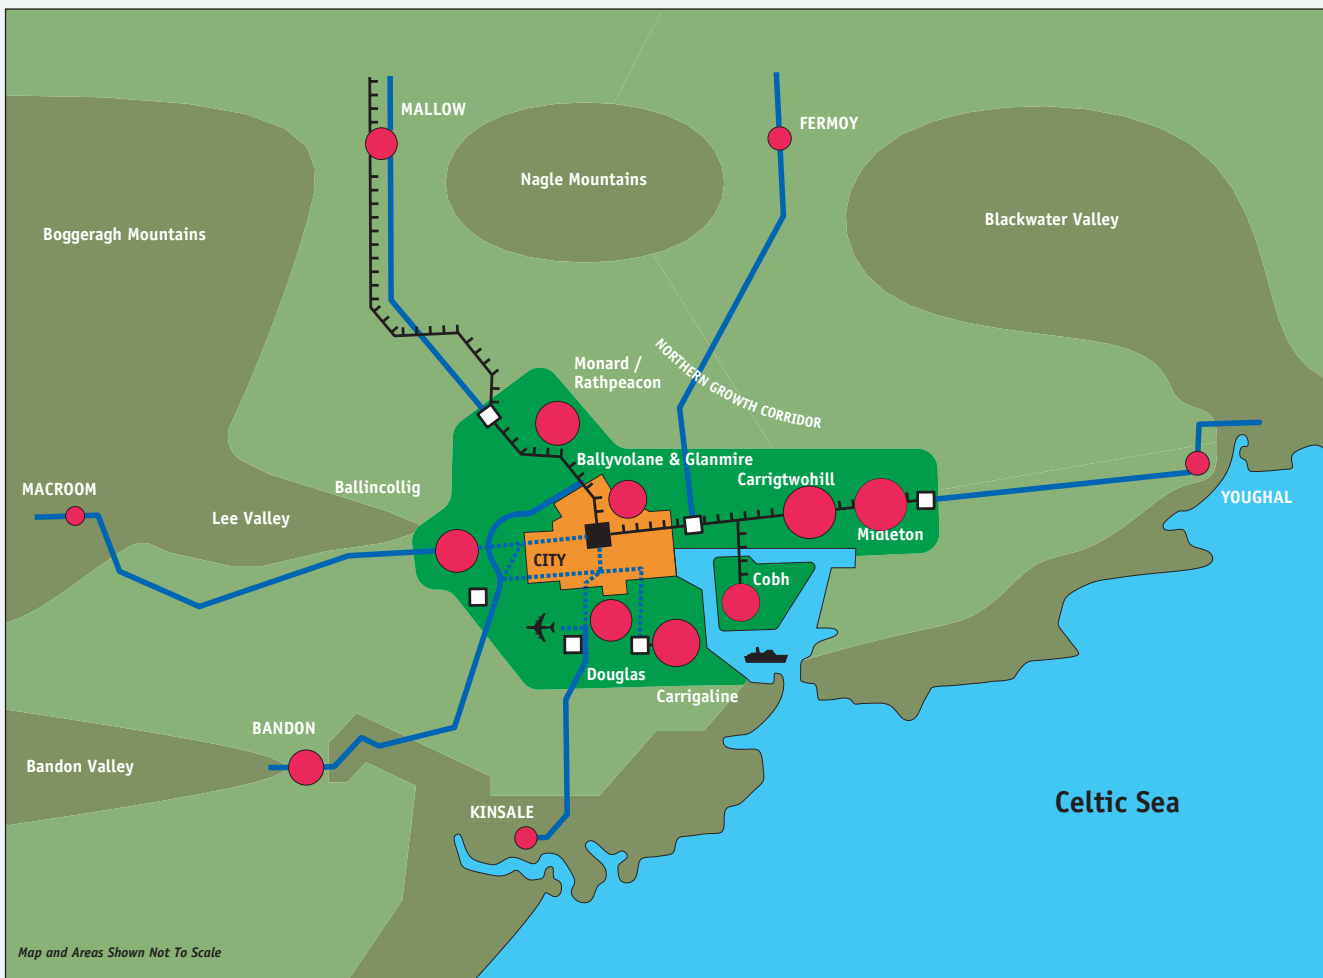 MALLOW
FERMOY
Nagle Mountains
Blackwater Valley
Boggeragh Mountains
NORTHERN GROWTH CORRIDOR
Monard /
Rathpeacon
Ballyvolane & Glanmire
Carrigtwohill
Ballincollig
MACROOM
YOUGHAL
Lee Valley
Midleton
CITY
Cobh
Douglas
Carrigaline
BANDON
Bandon Valley
KINSALE
Celtic Sea
Map and Areas Shown Not To Scale